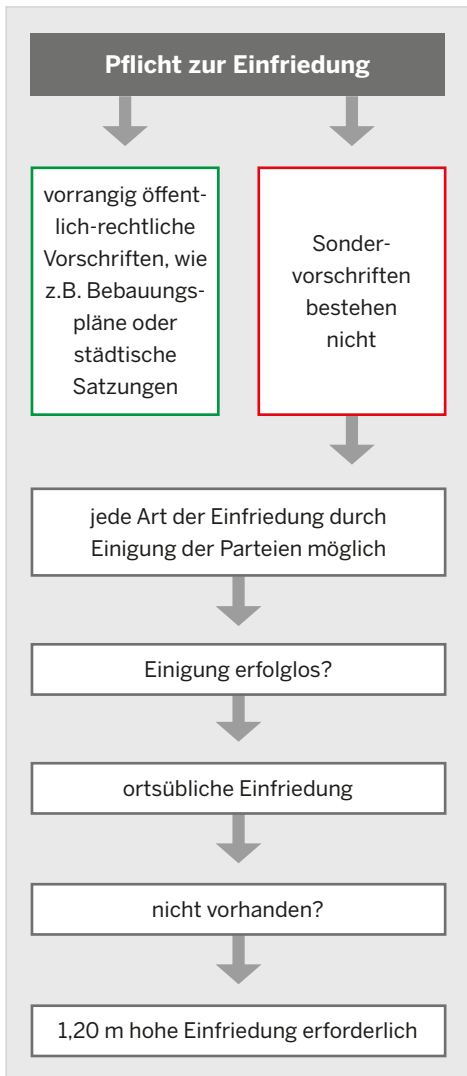 Pflicht zur Einfriedung
vorrangig öffent-
lich-rechtliche
Vorschriften, wie
z.B. Bebauungs-
pläne oder
städtische
Satzungen
Sonder-
vorschriften
bestehen
nicht
jede Art der Einfriedung durch
Einigung der Parteien möglich
Einigung erfolglos?
ortsübliche Einfriedung
nicht vorhanden?
1,20 m hohe Einfriedung erforderlich